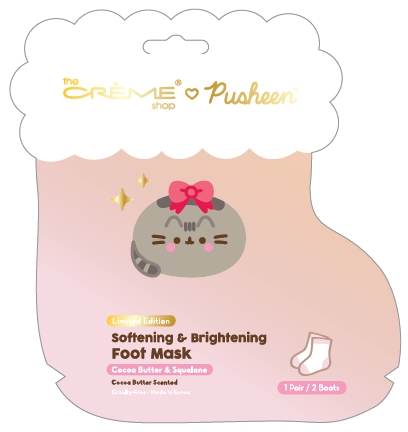 the
CRÈME® ♡ Pusheen™
shop
Limited Edition
Softening & Brightening
Foot Mask
Cocoa Butter & Squalane
Cocoa Butter Scented
Cruelty-Free • Made in Korea
1 Pair / 2 Boots